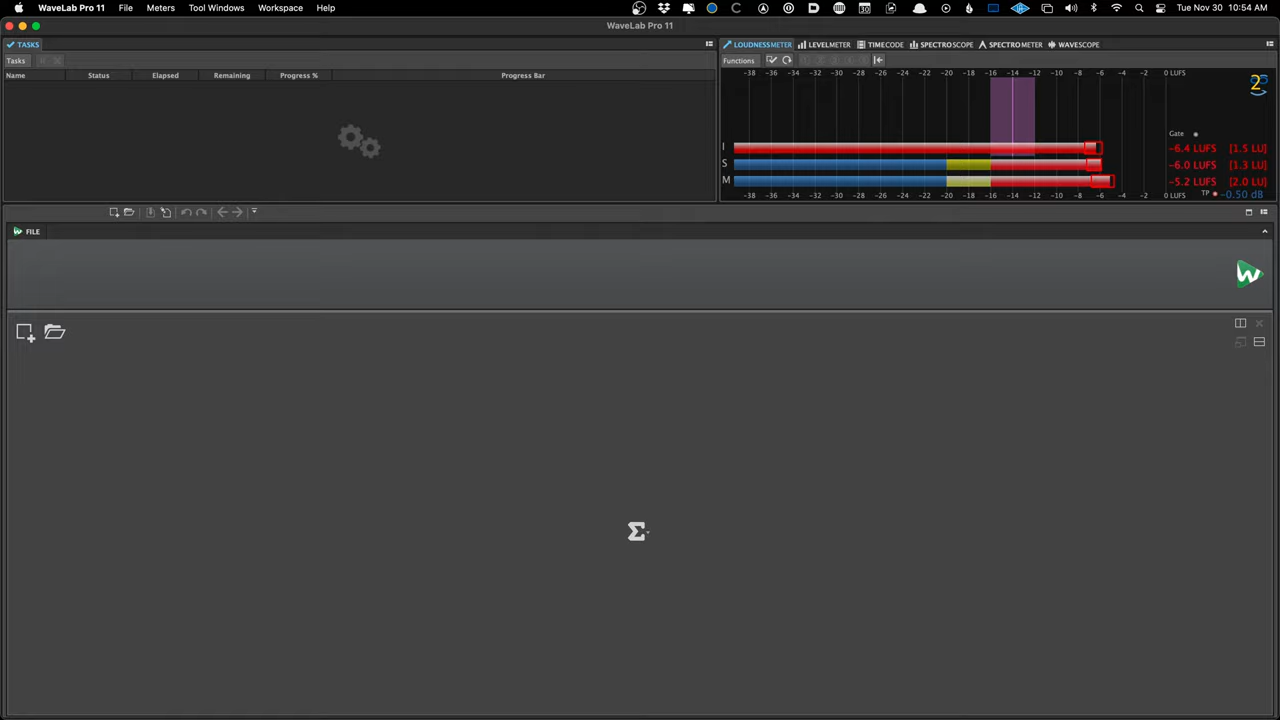 WaveLab Pro 11 File Meters Tool Windows Workspace Help 30 Tue Nov 30 10:54 AM
WaveLab Pro 11
TASKS
LOUDNESSMETER LEVELMETER TIMECODE SPECTROSCOPE SPECTROMETER WAVESCOPE
Tasks
Functions
Name Status Elapsed Remaining Progress % Progress Bar
-38 -36 -34 -32 -30 -28 -26 -24 -22 -20 -18 -16 -14 -12 -10 -8 -6 -4 -2 0 LUFS
Gate
I -6.4 LUFS [1.5 LU]
S -6.0 LUFS [1.3 LU]
M -5.2 LUFS [2.0 LU]
-38 -36 -34 -32 -30 -28 -26 -24 -22 -20 -18 -16 -14 -12 -10 -8 -6 -4 -2 0 LUFS TP -0.50 dB
FILE